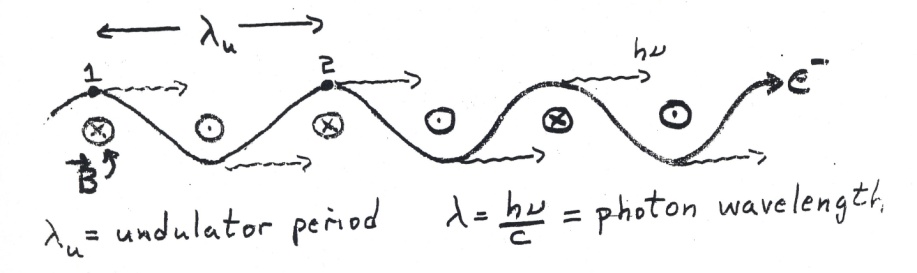 λu
1 2 hν
e-
B
λu = undulator period λ = hν/c = photon wavelength,